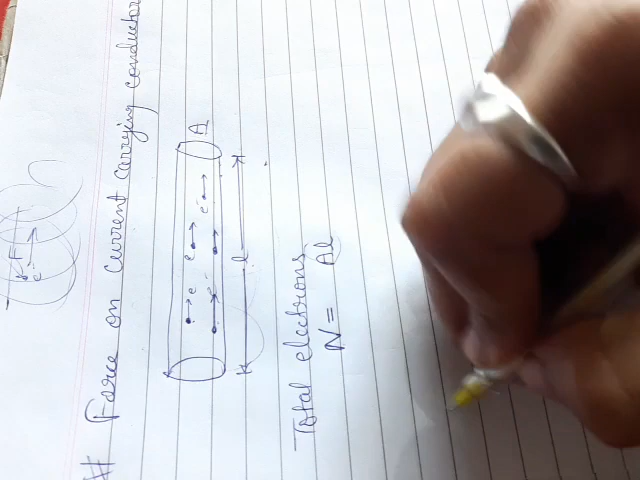 # Force on current carrying conductor
A
e
e
e
e
l
Total electrons
N = Al